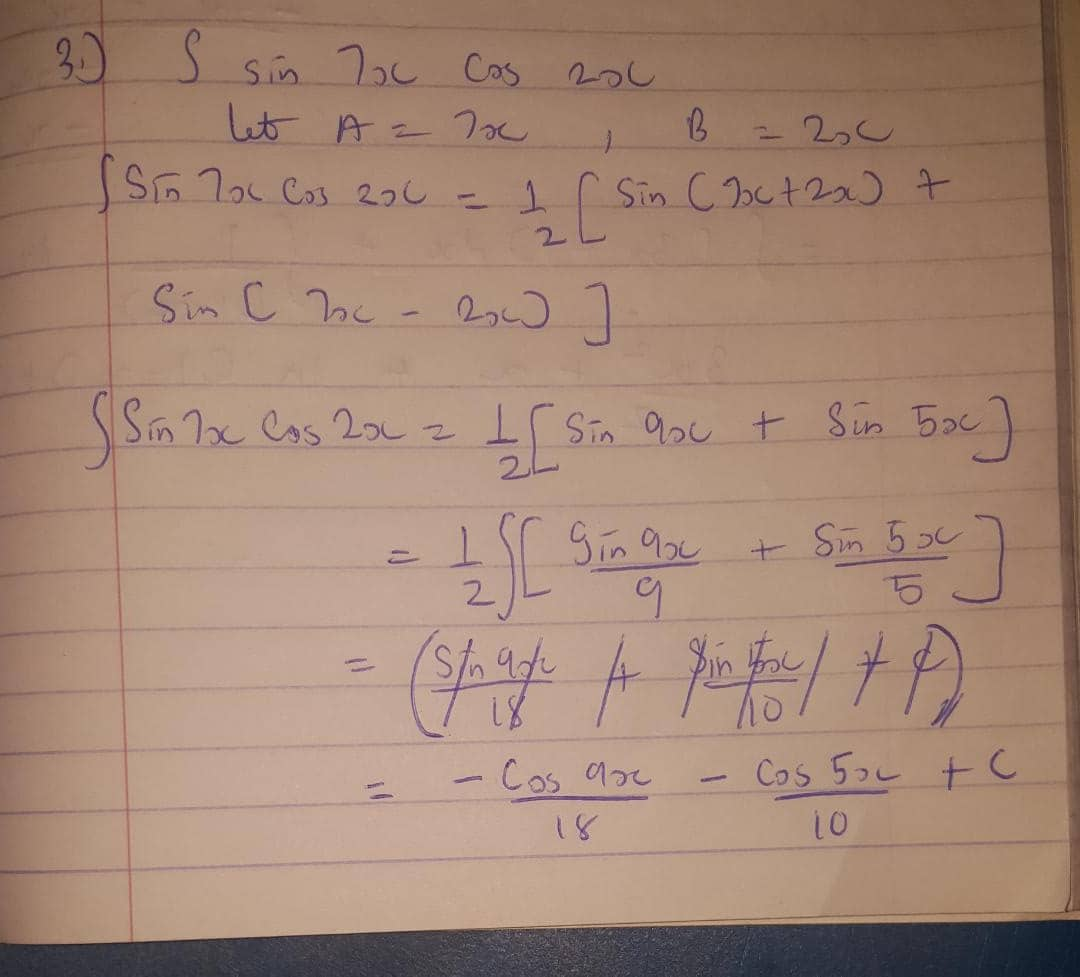 3.) ∫ sin 7x cos 2x
let A = 7x , B = 2x
∫ Sin 7x Cos 2x = 1/2 [ Sin (7x+2x) +
Sin ( 7x - 2x) ]
∫ Sin 7x Cos 2x = 1/2 [ Sin 9x + Sin 5x ]
= 1/2 ∫ [ Sin 9x / 9 + Sin 5x / 5 ]
= ( Sin 9x / 18 + Sin 5x / 10 + C )
= - Cos 9x / 18 - Cos 5x / 10 + C